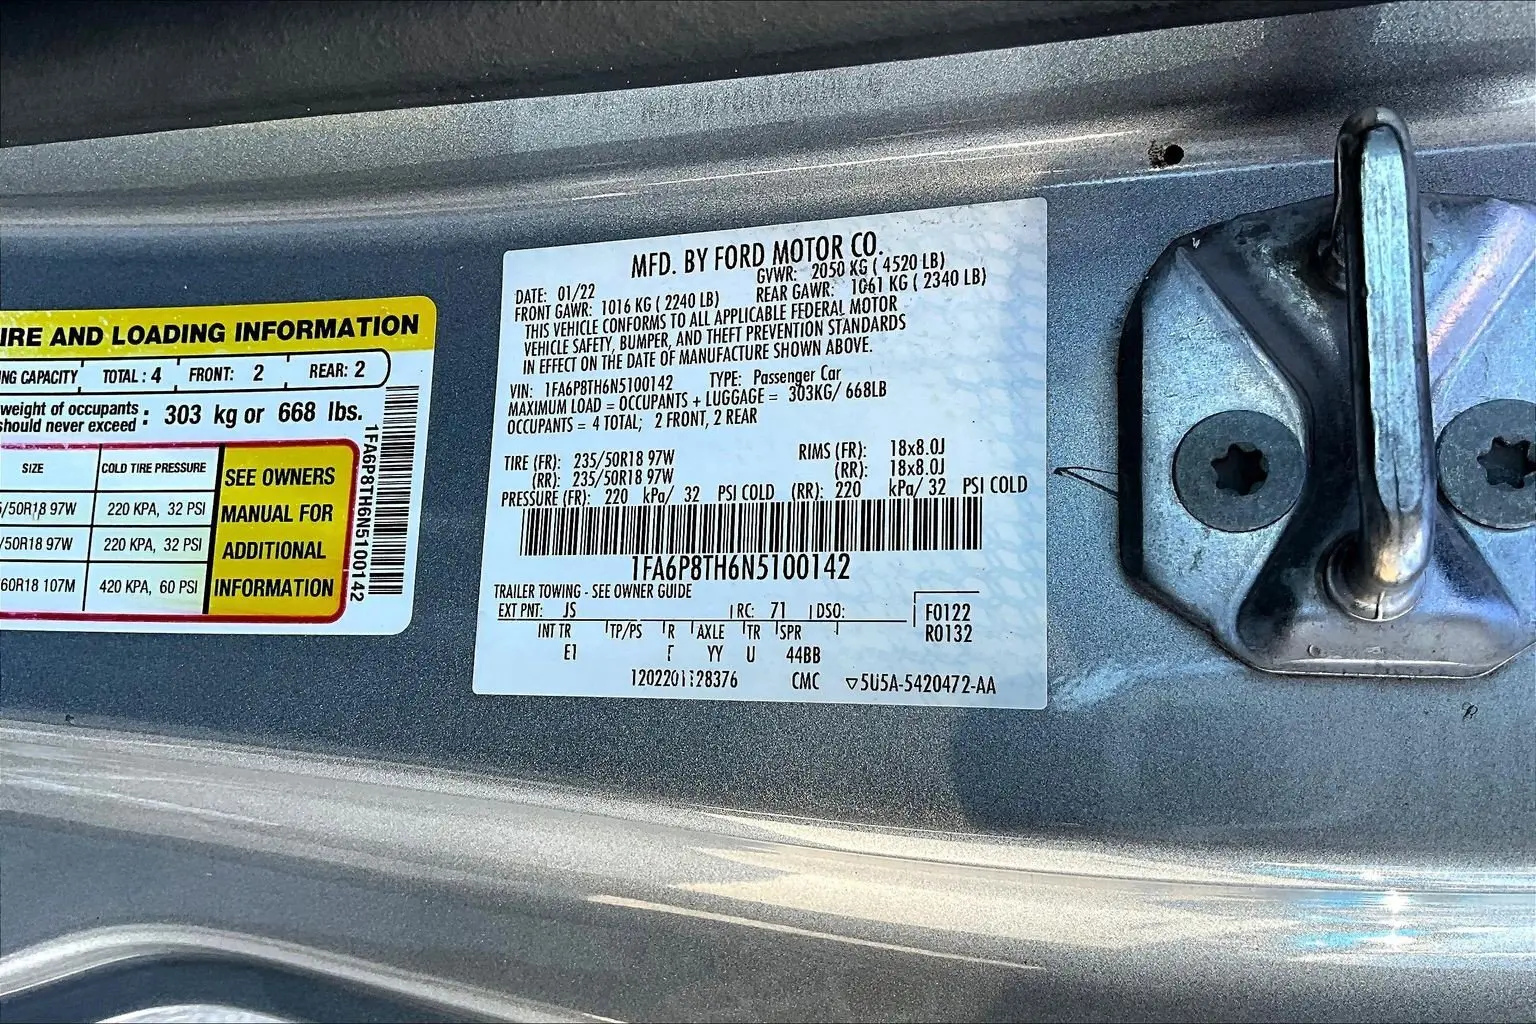 IRE AND LOADING INFORMATION
NG CAPACITY TOTAL : 4 FRONT: 2 REAR: 2
weight of occupants
should never exceed : 303 kg or 668 lbs.
SIZE COLD TIRE PRESSURE
/50R18 97W 220 KPA, 32 PSI
/50R18 97W 220 KPA, 32 PSI
60R18 107M 420 KPA, 60 PSI
SEE OWNERS
MANUAL FOR
ADDITIONAL
INFORMATION
1FA6P8TH6N5100142
MFD. BY FORD MOTOR CO.
DATE: 01/22 GVWR: 2050 KG ( 4520 LB)
FRONT GAWR: 1016 KG ( 2240 LB) REAR GAWR: 1061 KG ( 2340 LB)
THIS VEHICLE CONFORMS TO ALL APPLICABLE FEDERAL MOTOR
VEHICLE SAFETY, BUMPER, AND THEFT PREVENTION STANDARDS
IN EFFECT ON THE DATE OF MANUFACTURE SHOWN ABOVE.
VIN: 1FA6P8TH6N5100142 TYPE: Passenger Car
MAXIMUM LOAD = OCCUPANTS + LUGGAGE = 303KG/ 668LB
OCCUPANTS = 4 TOTAL; 2 FRONT, 2 REAR
TIRE (FR): 235/50R18 97W RIMS (FR): 18x8.0J
(RR): 235/50R18 97W (RR): 18x8.0J
PRESSURE (FR): 220 kPa/ 32 PSI COLD (RR): 220 kPa/ 32 PSI COLD
1FA6P8TH6N5100142
TRAILER TOWING - SEE OWNER GUIDE
EXT PNT: JS RC: 71 DSO: F0122
INT TR TP/PS R AXLE TR SPR R0132
E1 YY U 44BB
CMC 5U5A-5420472-AA